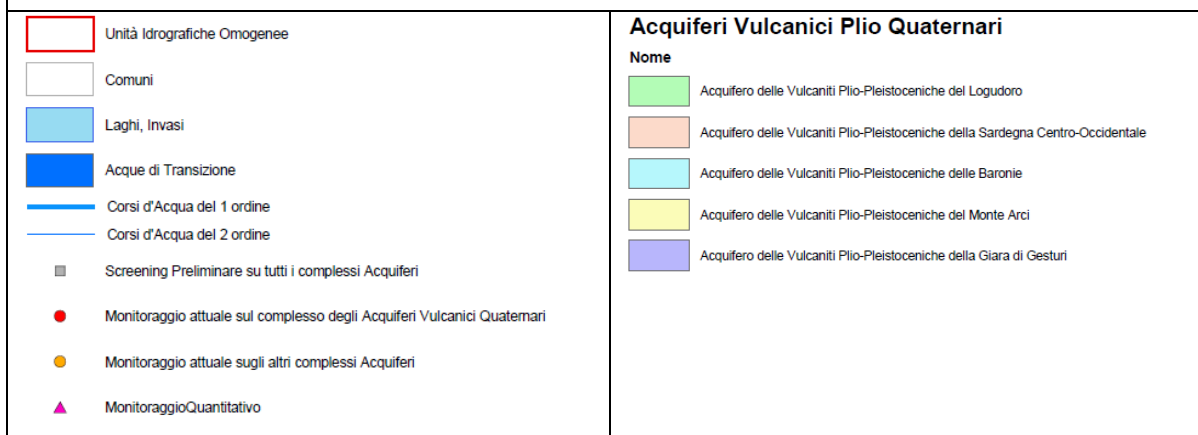 Unità Idrografiche Omogenee
Comuni
Laghi, Invasi
Acque di Transizione
Corsi d'Acqua del 1 ordine
Corsi d'Acqua del 2 ordine
Screening Preliminare su tutti i complessi Acquiferi
Monitoraggio attuale sul complesso degli Acquiferi Vulcanici Quaternari
Monitoraggio attuale sugli altri complessi Acquiferi
MonitoraggioQuantitativo
Acquiferi Vulcanici Plio Quaternari
Nome
Acquifero delle Vulcaniti Plio-Pleistoceniche del Logudoro
Acquifero delle Vulcaniti Plio-Pleistoceniche della Sardegna Centro-Occidentale
Acquifero delle Vulcaniti Plio-Pleistoceniche delle Baronie
Acquifero delle Vulcaniti Plio-Pleistoceniche del Monte Arci
Acquifero delle Vulcaniti Plio-Pleistoceniche della Giara di Gesturi